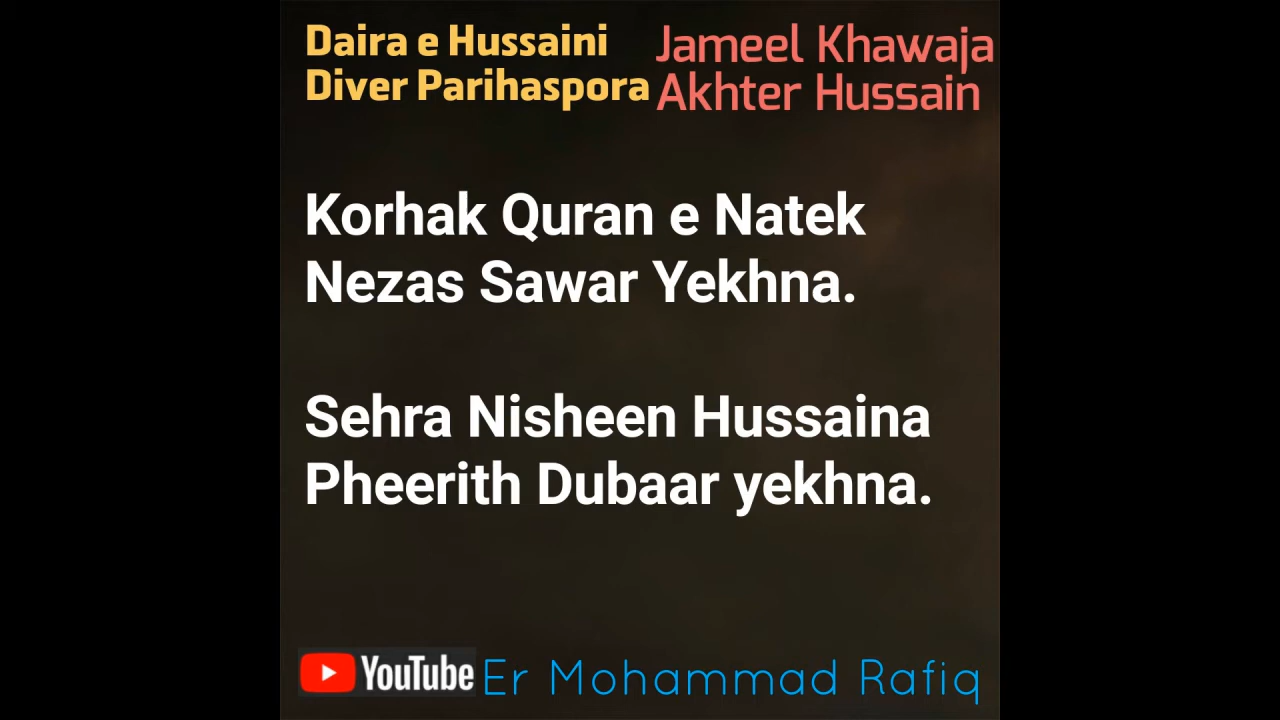 Daira e Hussaini
Diver Parihaspora
Jameel Khawaja
Akhter Hussain
Korhak Quran e Natek
Nezas Sawar Yekhna.
Sehra Nisheen Hussaina
Pheerith Dubaar yekhna.
YouTube Er Mohammad Rafiq